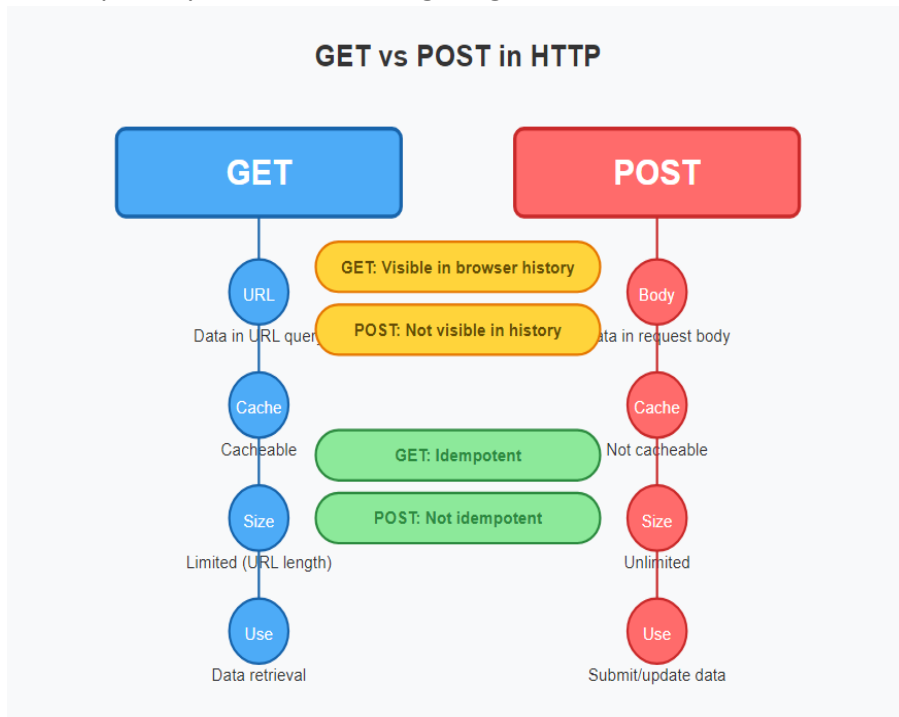 GET vs POST in HTTP
GET
POST
GET: Visible in browser history
URL
Body
POST: Not visible in history
Data in URL query
ata in request body
Cache
Cache
Cacheable
Not cacheable
GET: Idempotent
POST: Not idempotent
Size
Size
Limited (URL length)
Unlimited
Use
Use
Data retrieval
Submit/update data